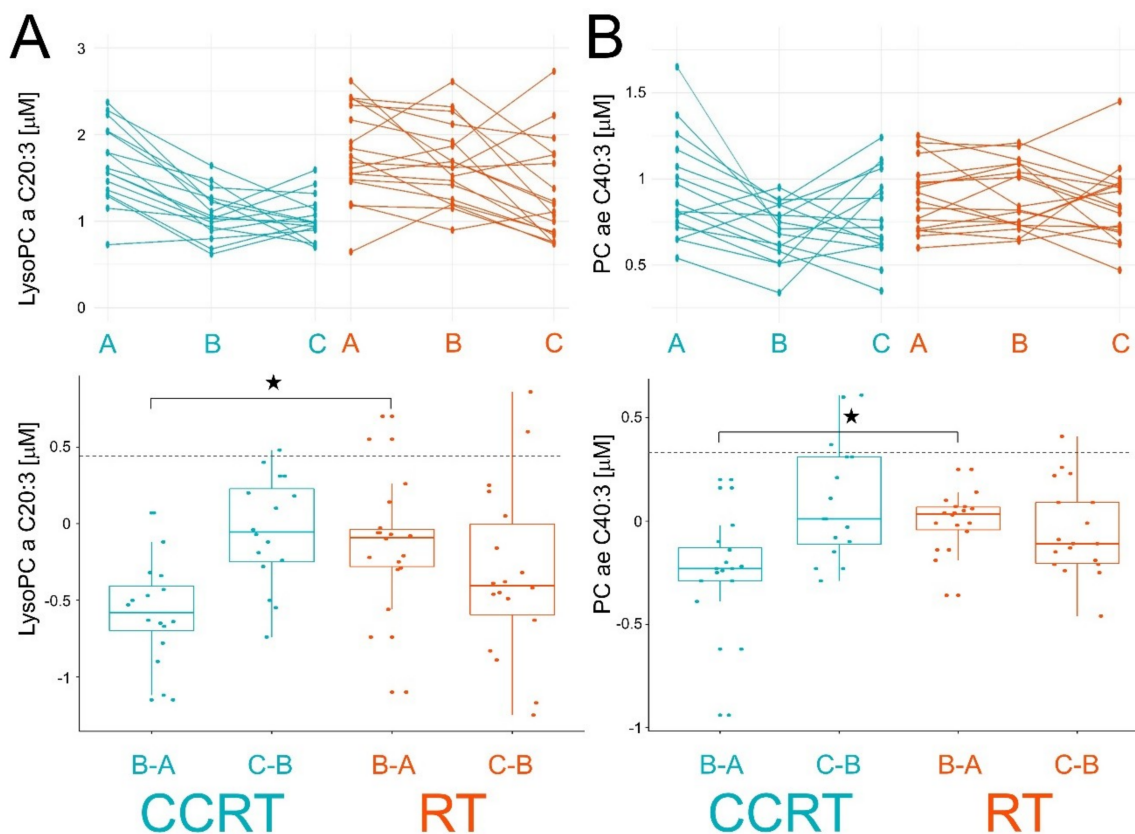 A
LysoPC a C20:3 [μM]
3
2
1
0
A B C A B C
B
PC ae C40:3 [μM]
1.5
1
0.5
A B C A B C
LysoPC a C20:3 [μM]
0.5
0
-0.5
-1
B-A C-B B-A C-B
CCRT RT
PC ae C40:3 [μM]
0.5
0
-0.5
-1
B-A C-B B-A C-B
CCRT RT